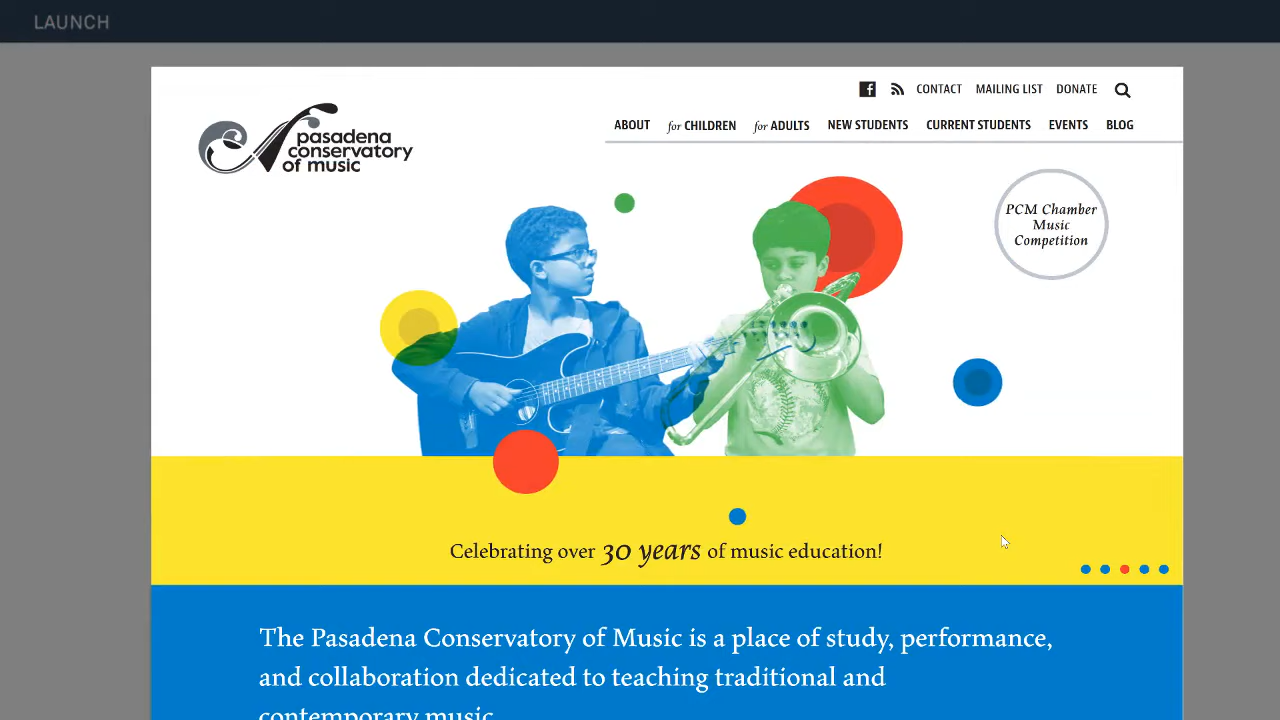 LAUNCH
CONTACT MAILING LIST DONATE
pasadena
conservatory
of music
ABOUT for CHILDREN for ADULTS NEW STUDENTS CURRENT STUDENTS EVENTS BLOG
PCM Chamber
Music
Competition
Celebrating over 30 years of music education!
The Pasadena Conservatory of Music is a place of study, performance,
and collaboration dedicated to teaching traditional and
contemporary music.